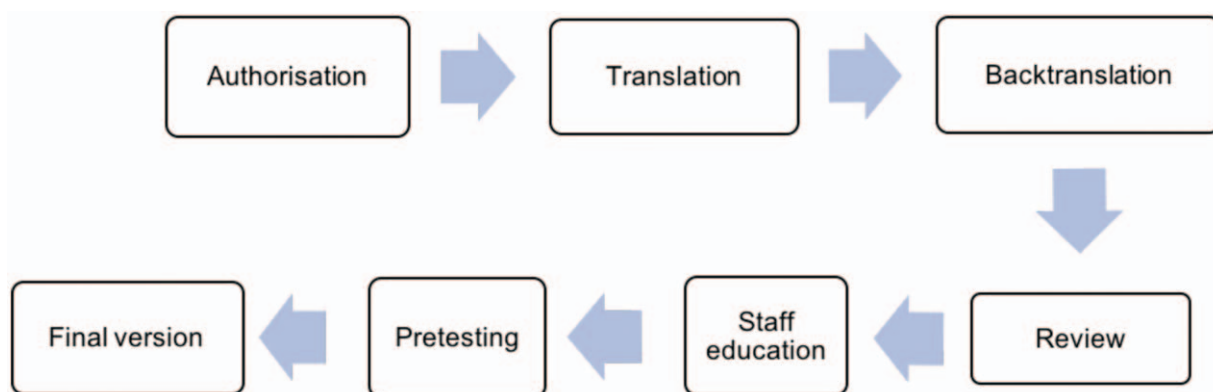 Authorisation
Translation
Backtranslation
Review
Staff
education
Pretesting
Final version